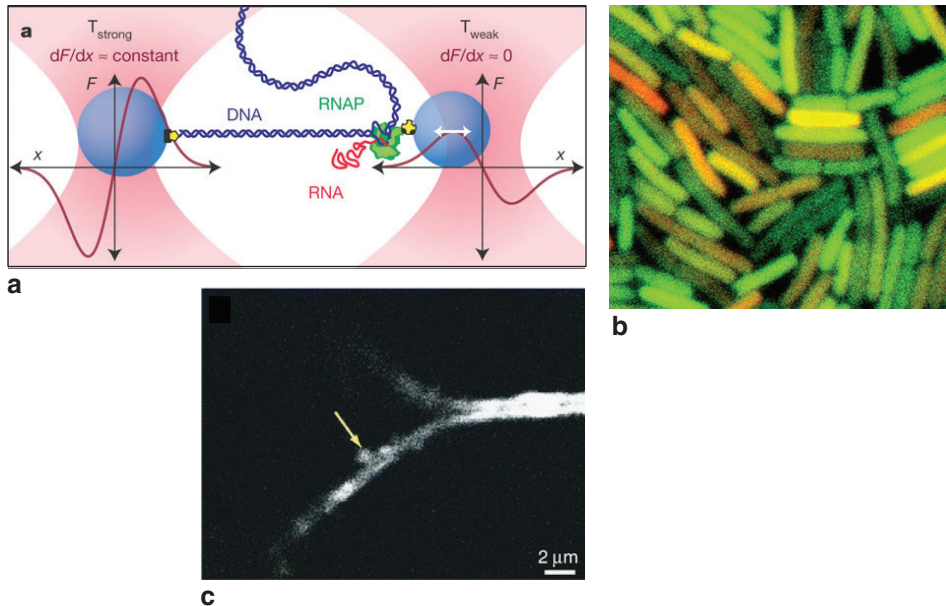 a
T strong
dF/dx ≈ constant
F
x
DNA
RNAP
RNA
T weak
dF/dx ≈ 0
F
x
a
b
2 μm
c